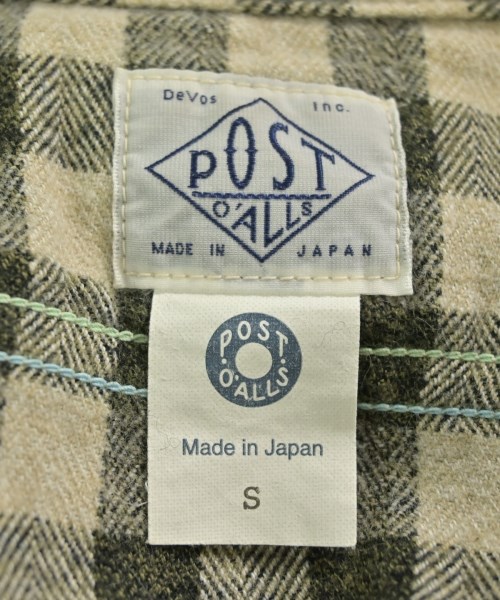 DeVos Inc.
POST
O'ALLS
MADE IN JAPAN
POST.
O'ALLS
Made in Japan
S